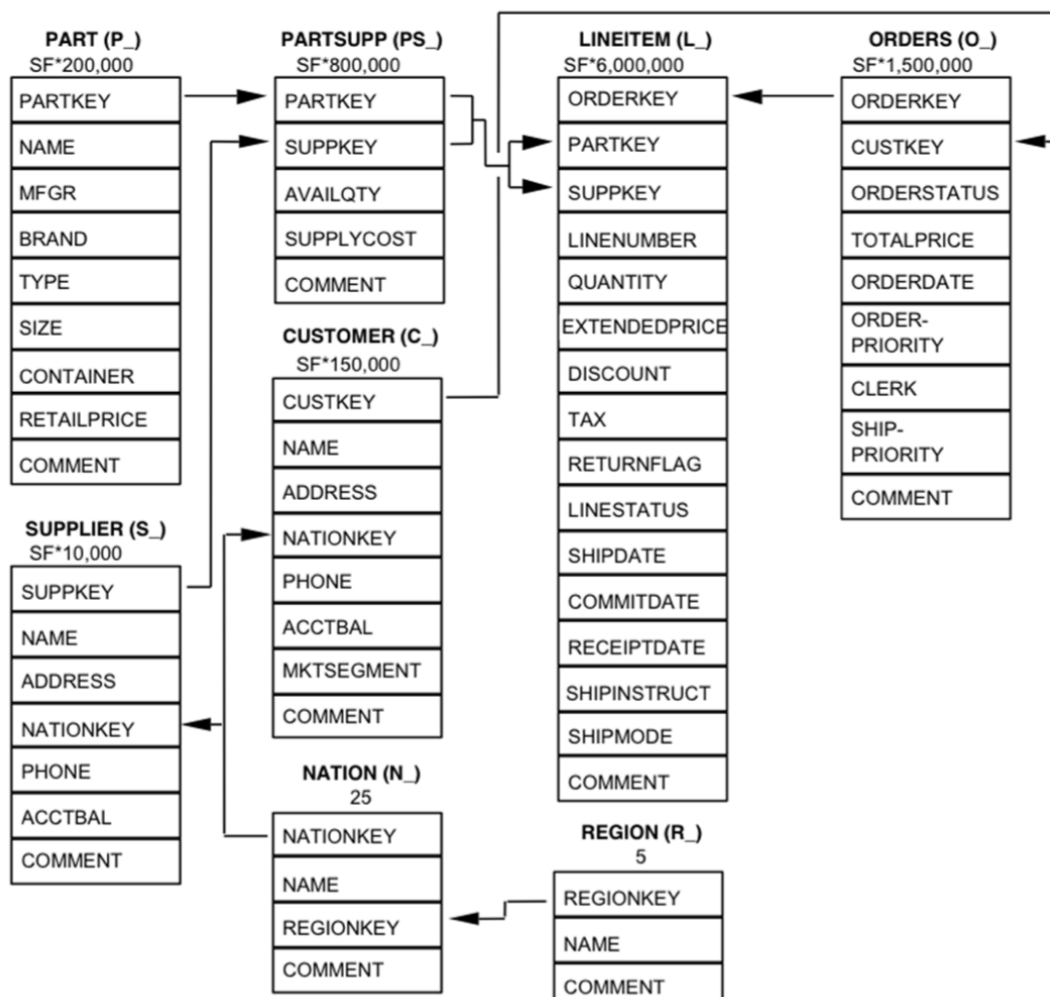 PART (P_)
SF*200,000
PARTKEY
NAME
MFGR
BRAND
TYPE
SIZE
CONTAINER
RETAILPRICE
COMMENT
SUPPLIER (S_)
SF*10,000
SUPPKEY
NAME
ADDRESS
NATIONKEY
PHONE
ACCTBAL
COMMENT
PARTSUPP (PS_)
SF*800,000
PARTKEY
SUPPKEY
AVAILQTY
SUPPLYCOST
COMMENT
CUSTOMER (C_)
SF*150,000
CUSTKEY
NAME
ADDRESS
NATIONKEY
PHONE
ACCTBAL
MKTSEGMENT
COMMENT
NATION (N_)
25
NATIONKEY
NAME
REGIONKEY
COMMENT
LINEITEM (L_)
SF*6,000,000
ORDERKEY
PARTKEY
SUPPKEY
LINENUMBER
QUANTITY
EXTENDEDPRICE
DISCOUNT
TAX
RETURNFLAG
LINESTATUS
SHIPDATE
COMMITDATE
RECEIPTDATE
SHIPINSTRUCT
SHIPMODE
COMMENT
REGION (R_)
5
REGIONKEY
NAME
COMMENT
ORDERS (O_)
SF*1,500,000
ORDERKEY
CUSTKEY
ORDERSTATUS
TOTALPRICE
ORDERDATE
ORDER-
PRIORITY
CLERK
SHIP-
PRIORITY
COMMENT